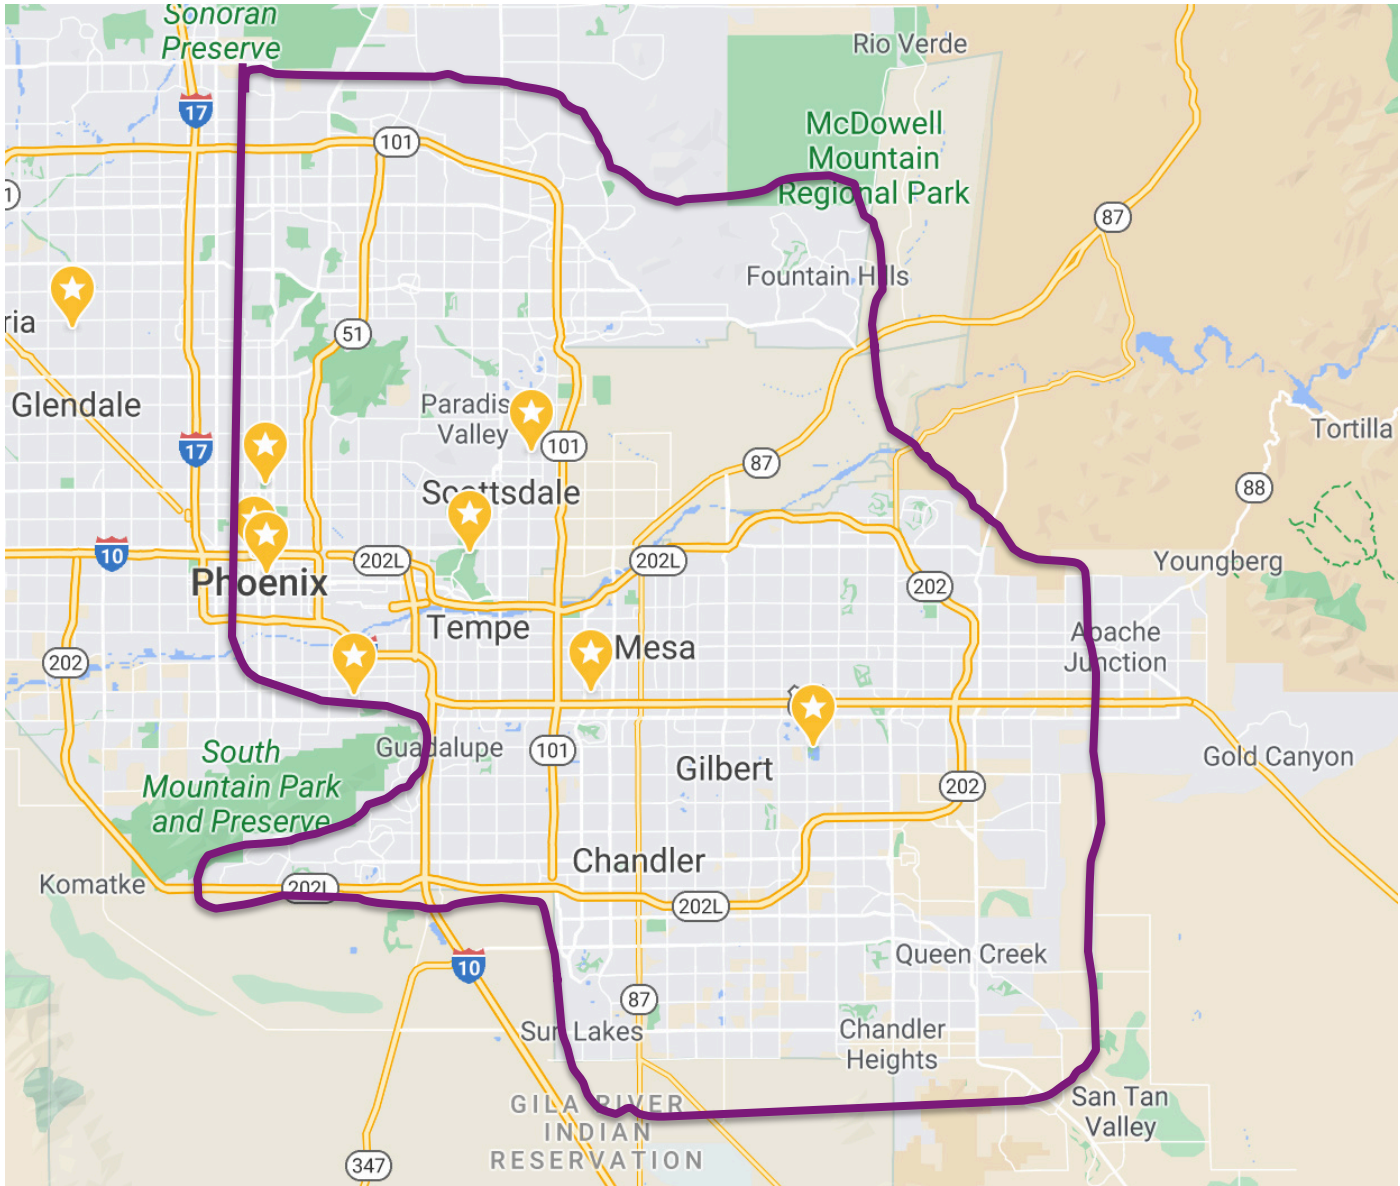 Sonoran
Preserve
Rio Verde
17
McDowell
Mountain
Regional Park
101
1)
87
Fountain Hills
ria
51
Glendale
Paradis
Valley
Tortilla
17
101
87
88
Scottsdale
10
202L
202L
Youngberg
Phoenix
202
Tempe
Apache
Junction
Mesa
202
South
Mountain Park
and Preserve
Guadalupe
101
Gilbert
Gold Canyon
202
Chandler
Komatke
202L
202L
10
Queen Creek
87
Sun Lakes
Chandler
Heights
GILA RIVER
INDIAN
RESERVATION
San Tan
Valley
347